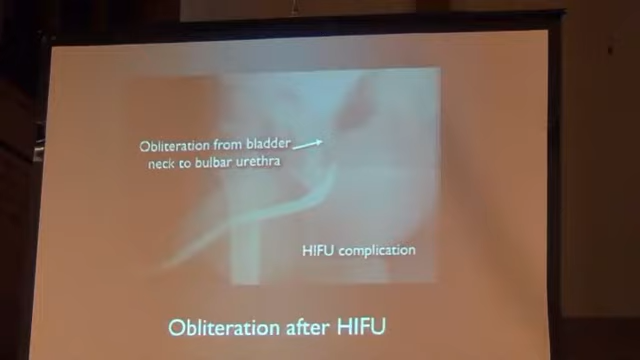 Obliteration from bladder
neck to bulbar urethra
HIFU complication
Obliteration after HIFU